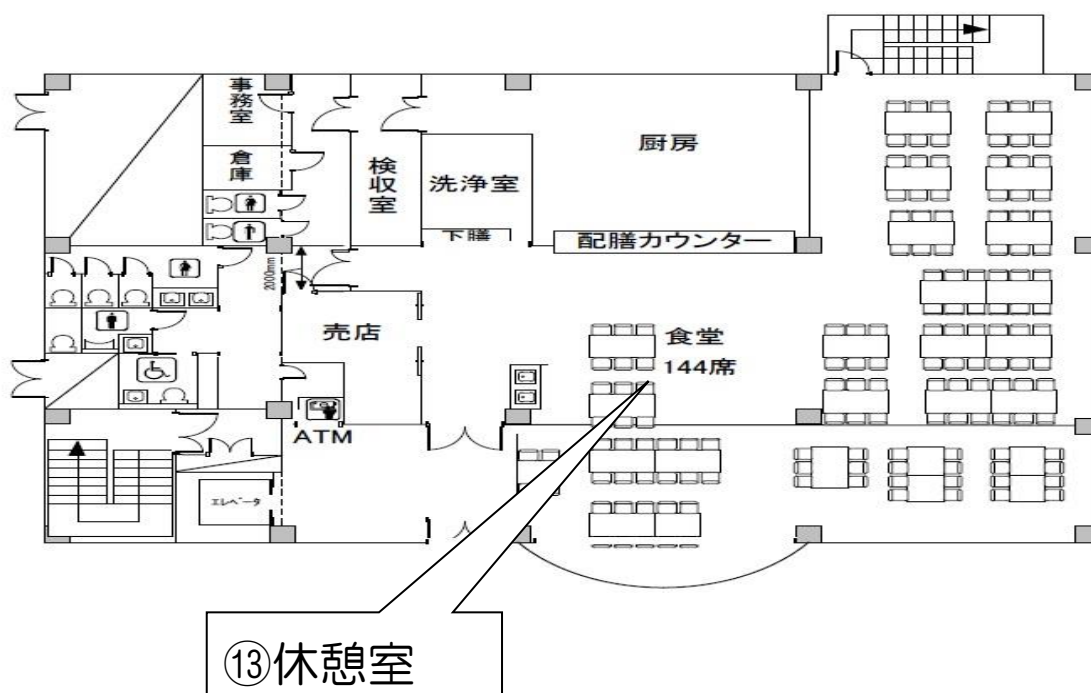 事務室
倉庫
検収室
洗浄室
厨房
下膳
配膳カウンター
2000mm
売店
食堂
144席
ATM
エレベータ
⑬休憩室